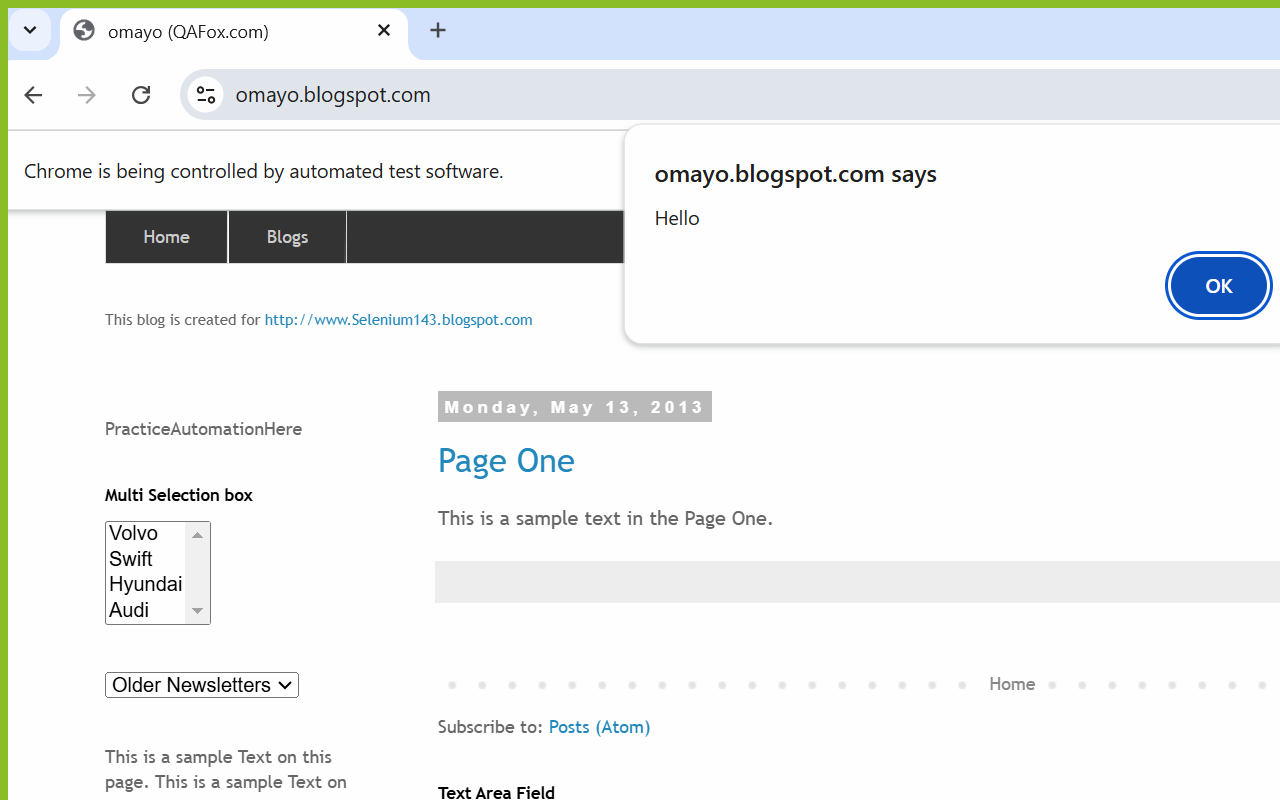 omayo (QAFox.com)
omayo.blogspot.com
Chrome is being controlled by automated test software.
omayo.blogspot.com says
Hello
OK
Home Blogs
This blog is created for http://www.Selenium143.blogspot.com
PracticeAutomationHere
Multi Selection box
Volvo
Swift
Hyundai
Audi
Older Newsletters
This is a sample Text on this
page. This is a sample Text on
Monday, May 13, 2013
Page One
This is a sample text in the Page One.
Home
Subscribe to: Posts (Atom)
Text Area Field